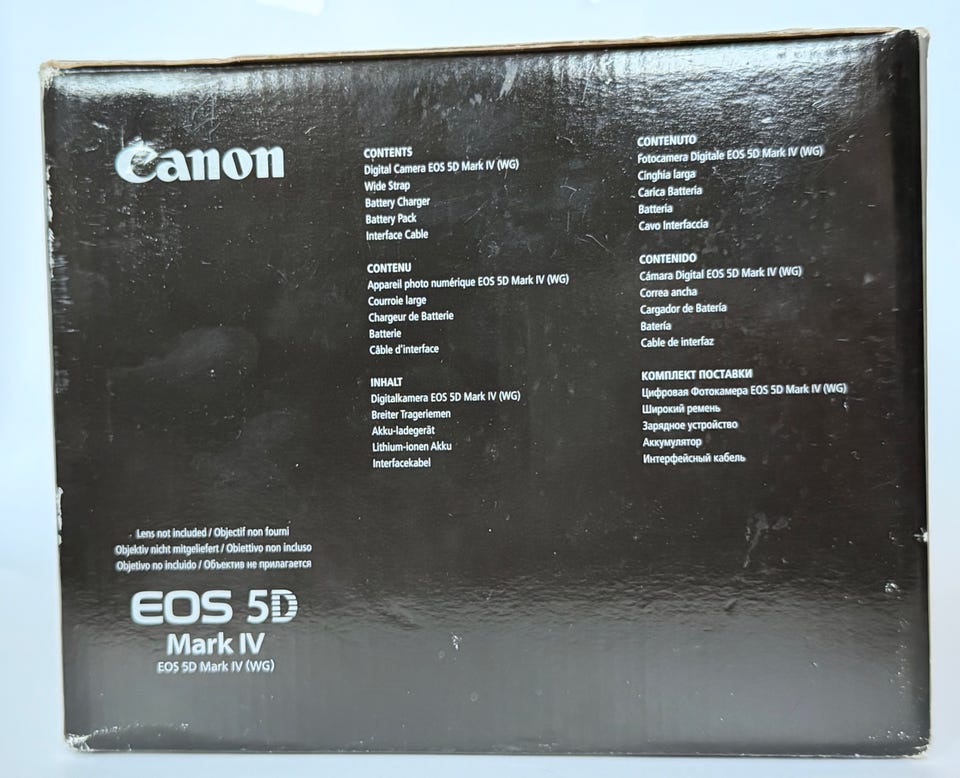 Canon
CONTENTS
Digital Camera EOS 5D Mark IV (WG)
Wide Strap
Battery Charger
Battery Pack
Interface Cable
CONTENU
Appareil photo numérique EOS 5D Mark IV (WG)
Courroie large
Chargeur de Batterie
Batterie
Câble d'interface
INHALT
Digitalkamera EOS 5D Mark IV (WG)
Breiter Trageriemen
Akku-ladegerät
Lithium-ionen Akku
Interfacekabel
CONTENUTO
Fotocamera Digitale EOS 5D Mark IV (WG)
Cinghia larga
Carica Batteria
Batteria
Cavo Interfaccia
CONTENIDO
Cámara Digital EOS 5D Mark IV (WG)
Correa ancha
Cargador de Batería
Batería
Cable de interfaz
КОМПЛЕКТ ПОСТАВКИ
Цифровая Фотокамера EOS 5D Mark IV (WG)
Широкий ремень
Зарядное устройство
Аккумулятор
Интерфейсный кабель
Lens not included / Objectif non fourni
Objektiv nicht mitgeliefert / Obiettivo non incluso
Objetivo no incluido / Объектив не прилагается
EOS 5D
Mark IV
EOS 5D Mark IV (WG)